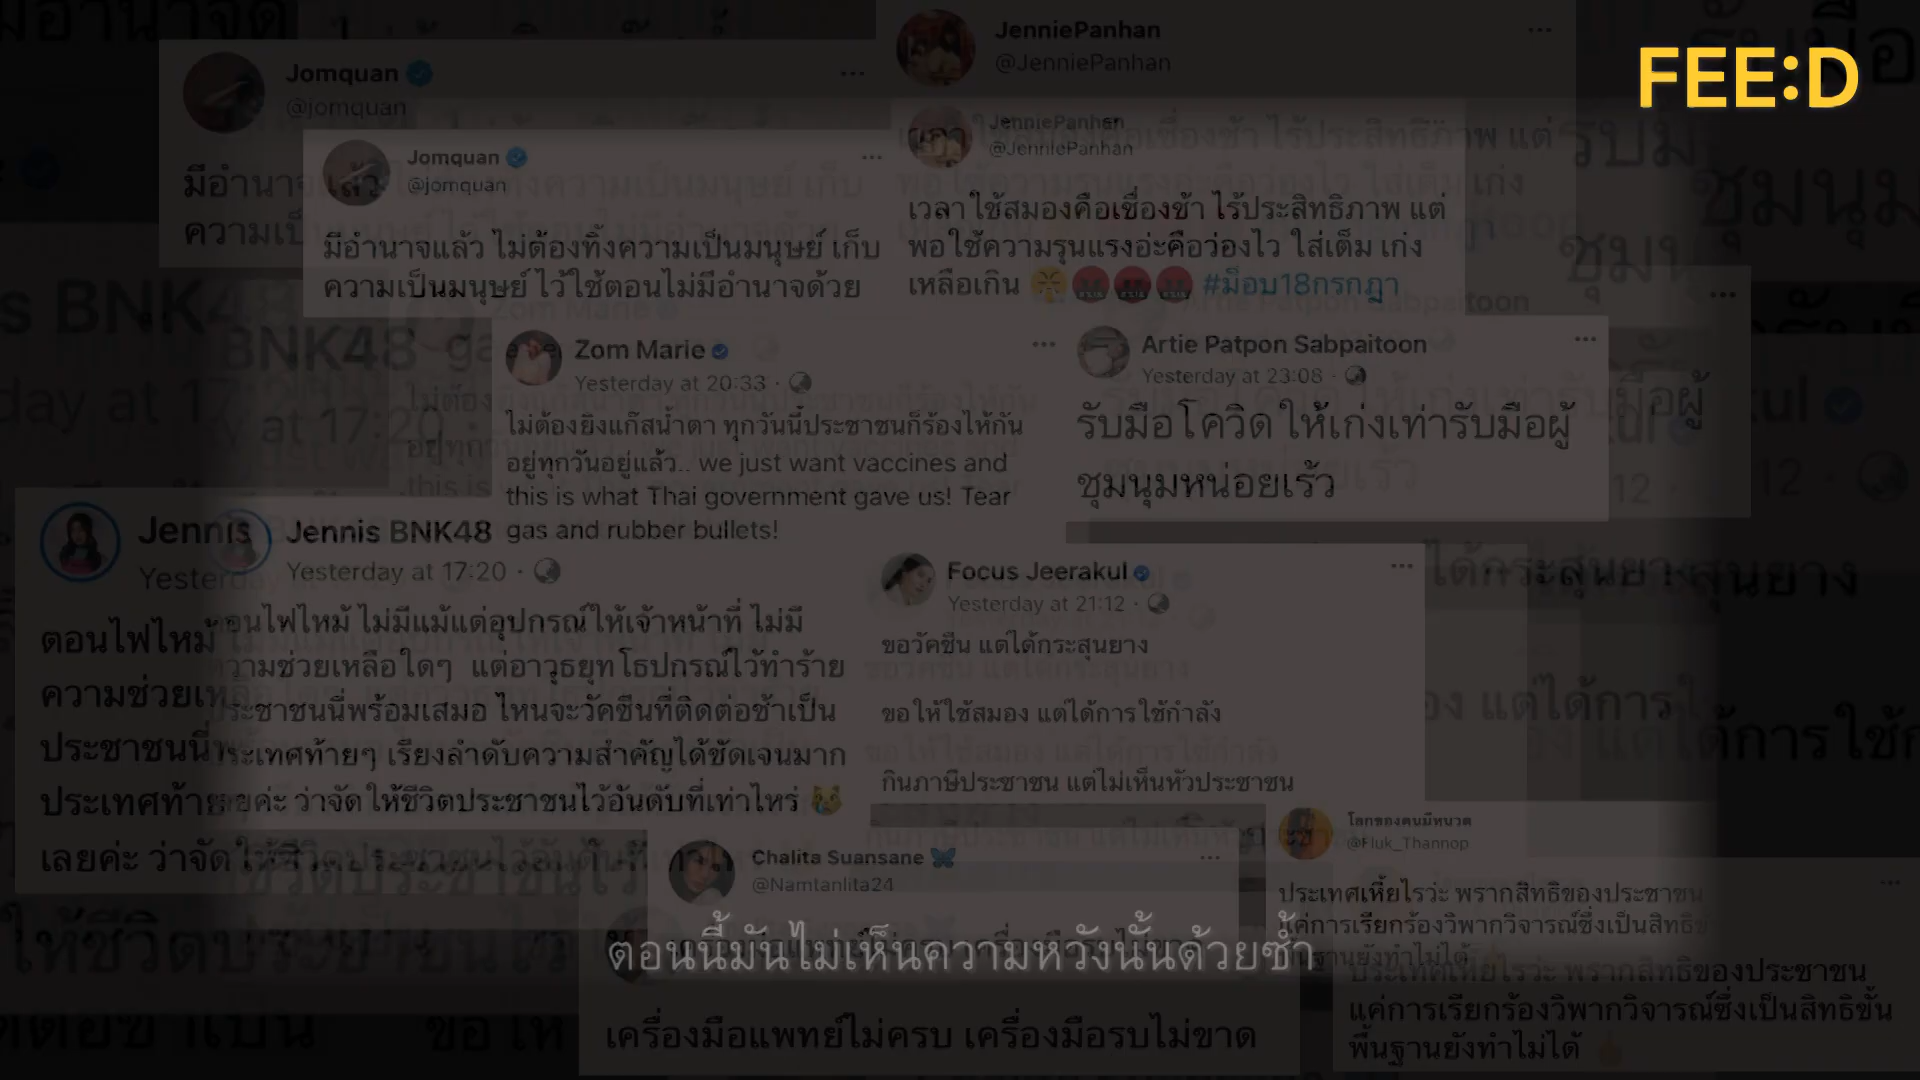 FEE:D
Jomquan
@jomquan
JenniePanhan
@JenniePanhan
Jomquan
@jomquan
มีอำนาจแล้ว ไม่ต้องทิ้งความเป็นมนุษย์ เก็บ
ความเป็นมนุษย์ ไว้ใช้ตอนไม่มีอำนาจด้วย
JenniePanhan
@JenniePanhan
เวลาใช้สมองคือเชื่องช้า ไร้ประสิทธิภาพ แต่
พอใช้ความรุนแรงอ่ะคือว่องไว ใส่เต็ม เก่ง
เหลือเกิน 😤🤬🤬🤬 #ม็อบ18กรกฎา
Zom Marie
Yesterday at 20:33
ไม่ต้องยิงแก๊สน้ำตา ทุกวันนี้ประชาชนก็ร้องไห้กัน
อยู่ทุกวันอยู่แล้ว.. we just want vaccines and
this is what Thai government gave us! Tear
gas and rubber bullets!
Artie Patpon Sabpaitoon
Yesterday at 23:08
รับมือโควิดให้เก่งเท่ารับมือผู้
ชุมนุมหน่อยเร็ว
Jennis BNK48
Yesterday at 17:20
ตอนไฟไหม้ ไม่มีแม้แต่อุปกรณ์ให้เจ้าหน้าที่ ไม่มี
ความช่วยเหลือใดๆ แต่อาวุธยุทโธปกรณ์ไว้ทำร้าย
ประชาชนนี่พร้อมเสมอ ไหนจะวัคซีนที่ติดต่อช้าเป็น
ประเทศท้ายๆ เรียงลำดับความสำคัญได้ชัดเจนมาก
เลยค่ะ ว่าจัดให้ชีวิตประชาชนไว้อันดับที่เท่าไหร่ 😿
Focus Jeerakul
Yesterday at 21:12
ขอวัคซีน แต่ได้กระสุนยาง
ขอให้ใช้สมอง แต่ได้การใช้กำลัง
กินภาษีประชาชน แต่ไม่เห็นหัวประชาชน
Chalita Suansane 🦋
@Namtanlita24
เครื่องมือแพทย์ไม่ครบ เครื่องมือรบไม่ขาด
โลกของคนมีหนวด
@Fluk_Thannop
ประเทศเหี้ยไรว่ะ พรากสิทธิของประชาชน
แค่การเรียกร้องวิพากวิจารณ์ซึ่งเป็นสิทธิขั้น
พื้นฐานยังทำไม่ได้
ตอนนี้มันไม่เห็นความหวังนั้นด้วยซ้ำ